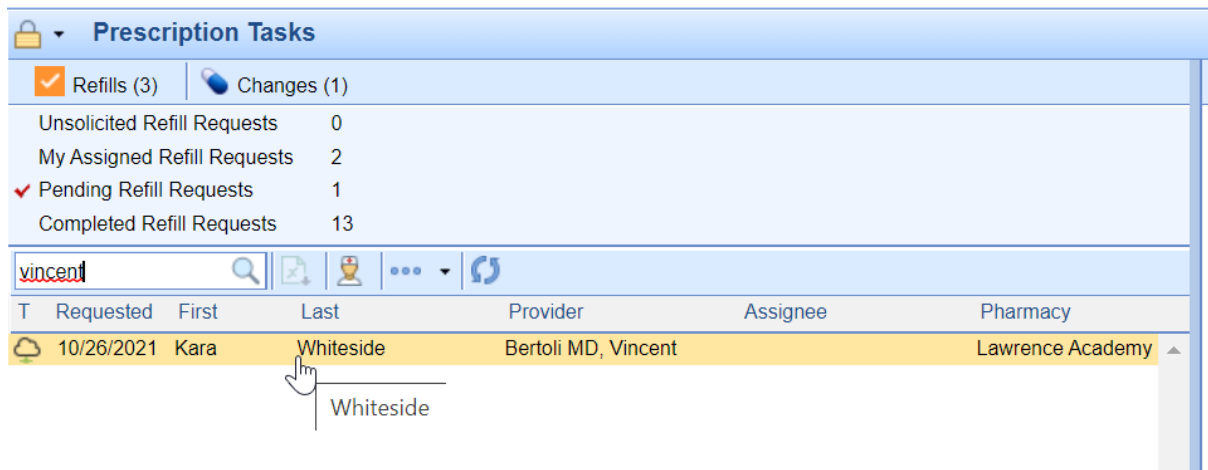 Prescription Tasks
Refills (3) Changes (1)
Unsolicited Refill Requests 0
My Assigned Refill Requests 2
Pending Refill Requests 1
Completed Refill Requests 13
vincent
T Requested First Last Provider Assignee Pharmacy
10/26/2021 Kara Whiteside Bertoli MD, Vincent Lawrence Academy
Whiteside